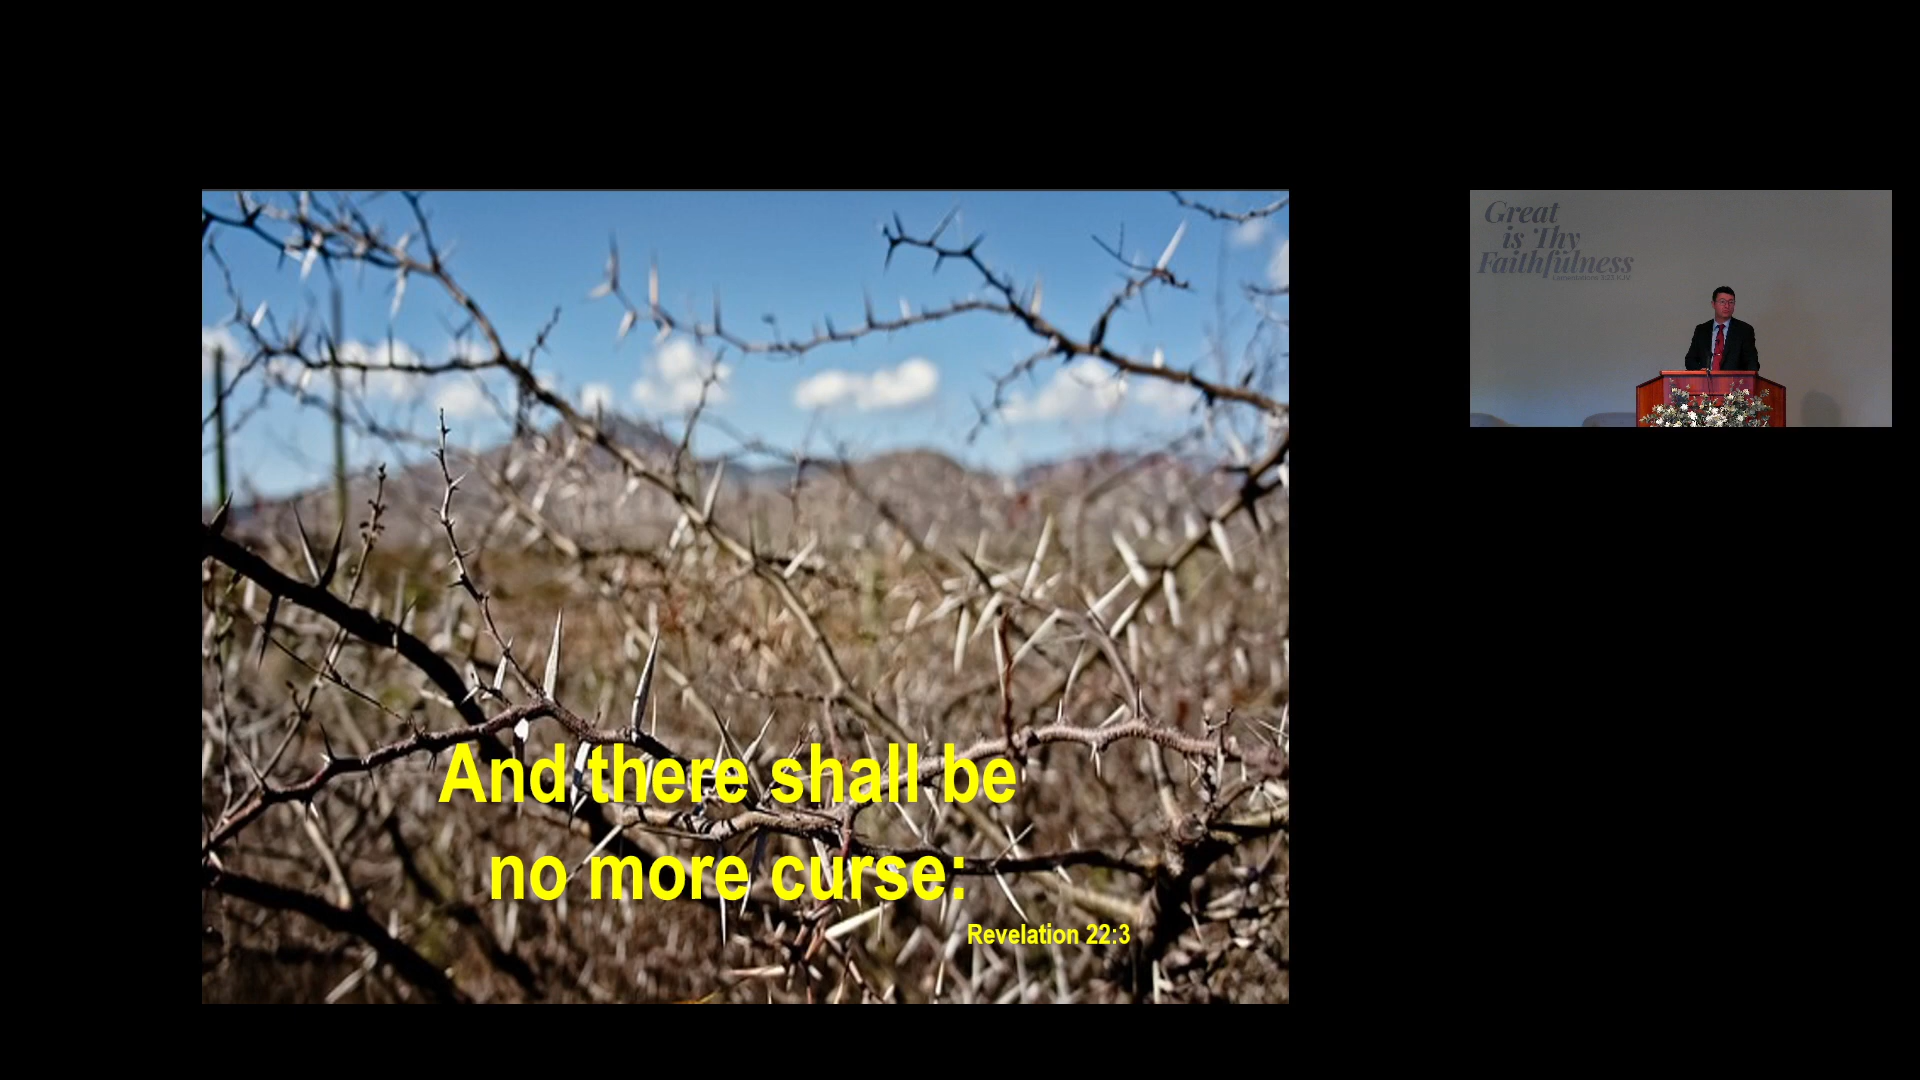 And there shall be
no more curse:
Revelation 22:3
Great
is Thy
Faithfulness